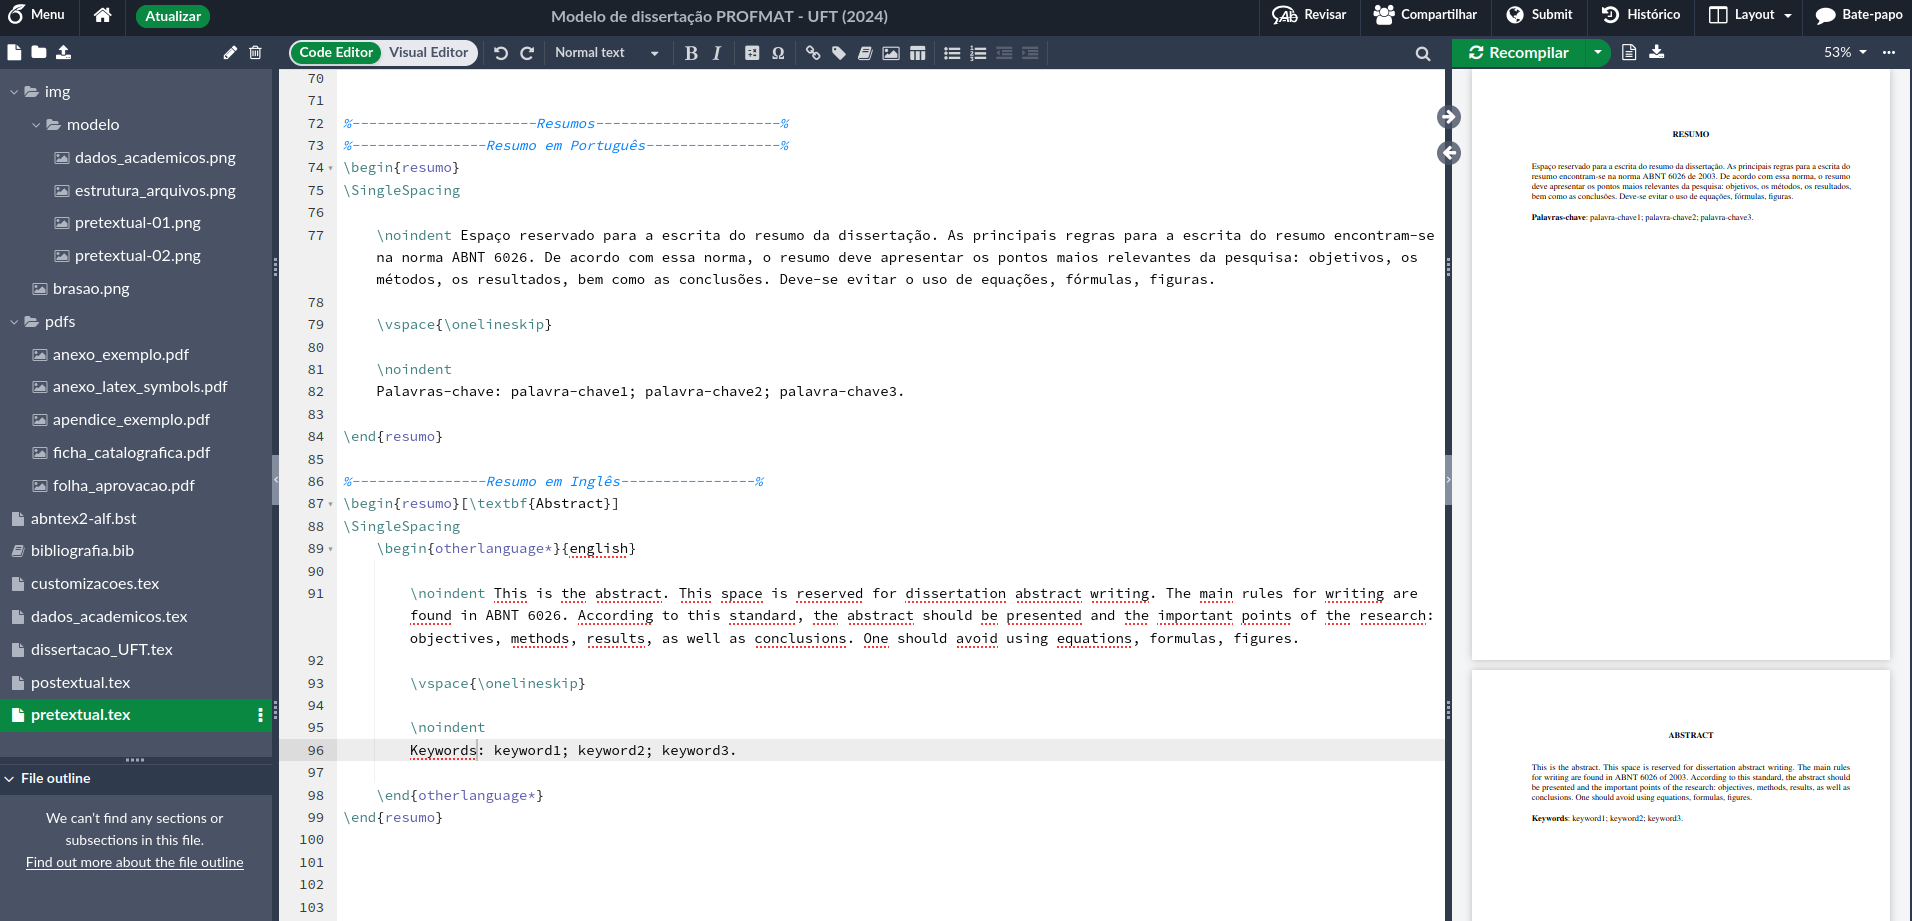 Menu
Atualizar
Modelo de dissertação PROFMAT - UFT (2024)
Revisar
Compartilhar
Submit
Histórico
Layout
Bate-papo
Code Editor
Visual Editor
Normal text
B
I
Ω
Recompilar
53%
img
modelo
dados_academicos.png
estrutura_arquivos.png
pretextual-01.png
pretextual-02.png
brasao.png
pdfs
anexo_exemplo.pdf
anexo_latex_symbols.pdf
apendice_exemplo.pdf
ficha_catalografica.pdf
folha_aprovacao.pdf
abntex2-alf.bst
bibliografia.bib
customizacoes.tex
dados_academicos.tex
dissertacao_UFT.tex
postextual.tex
pretextual.tex
File outline
We can't find any sections or
subsections in this file.
Find out more about the file outline
70
71
72 %----------------------Resumos----------------------%
73 %----------------Resumo em Português----------------%
74 \begin{resumo}
75 \SingleSpacing
76
77 \noindent Espaço reservado para a escrita do resumo da dissertação. As principais regras para a escrita do resumo encontram-se
na norma ABNT 6026. De acordo com essa norma, o resumo deve apresentar os pontos maios relevantes da pesquisa: objetivos, os
métodos, os resultados, bem como as conclusões. Deve-se evitar o uso de equações, fórmulas, figuras.
78
79 \vspace{\onelineskip}
80
81 \noindent
82 Palavras-chave: palavra-chave1; palavra-chave2; palavra-chave3.
83
84 \end{resumo}
85
86 %----------------Resumo em Inglês----------------%
87 \begin{resumo}[\textbf{Abstract}]
88 \SingleSpacing
89 \begin{otherlanguage*}{english}
90
91 \noindent This is the abstract. This space is reserved for dissertation abstract writing. The main rules for writing are
found in ABNT 6026. According to this standard, the abstract should be presented and the important points of the research:
objectives, methods, results, as well as conclusions. One should avoid using equations, formulas, figures.
92
93 \vspace{\onelineskip}
94
95 \noindent
96 Keywords: keyword1; keyword2; keyword3.
97
98 \end{otherlanguage*}
99 \end{resumo}
100
101
102
103
RESUMO
Espaço reservado para a escrita do resumo da dissertação. As principais regras para a escrita do
resumo encontram-se na norma ABNT 6026 de 2003. De acordo com essa norma, o resumo
deve apresentar os pontos maios relevantes da pesquisa: objetivos, os métodos, os resultados,
bem como as conclusões. Deve-se evitar o uso de equações, fórmulas, figuras.
Palavras-chave: palavra-chave1; palavra-chave2; palavra-chave3.
ABSTRACT
This is the abstract. This space is reserved for dissertation abstract writing. The main rules
for writing are found in ABNT 6026 of 2003. According to this standard, the abstract should
be presented and the important points of the research: objectives, methods, results, as well as
conclusions. One should avoid using equations, formulas, figures.
Keywords: keyword1; keyword2; keyword3.